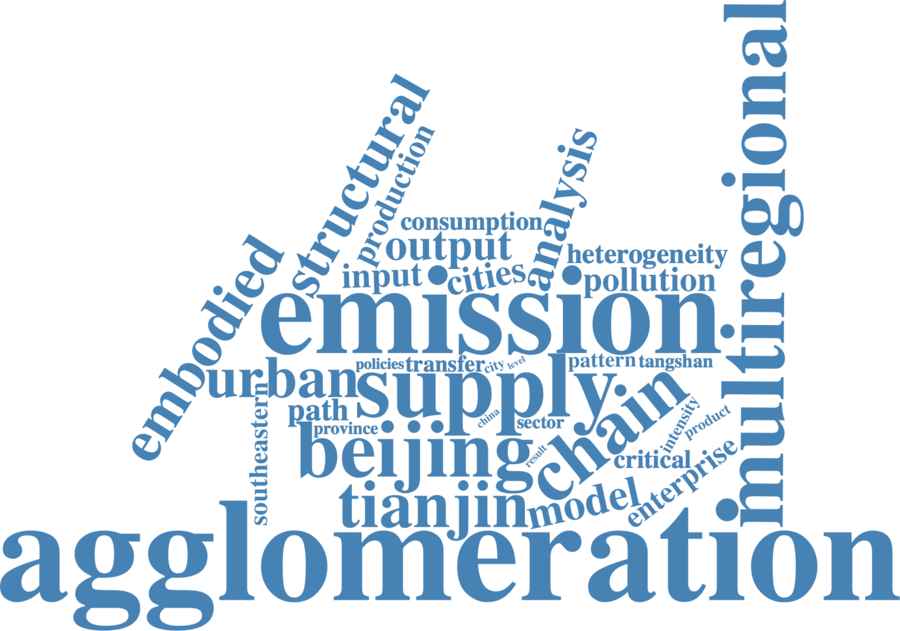 multiregional
structural
production
analysis
consumption
output
heterogeneity
embodied
input
cities
pollution
emission
policies
transfer
city
level
pattern
tangshan
urban
supply
chain
southeastern
path
province
china
sector
intensity
product
beijing
result
critical
enterprise
tianjin
model
agglomeration